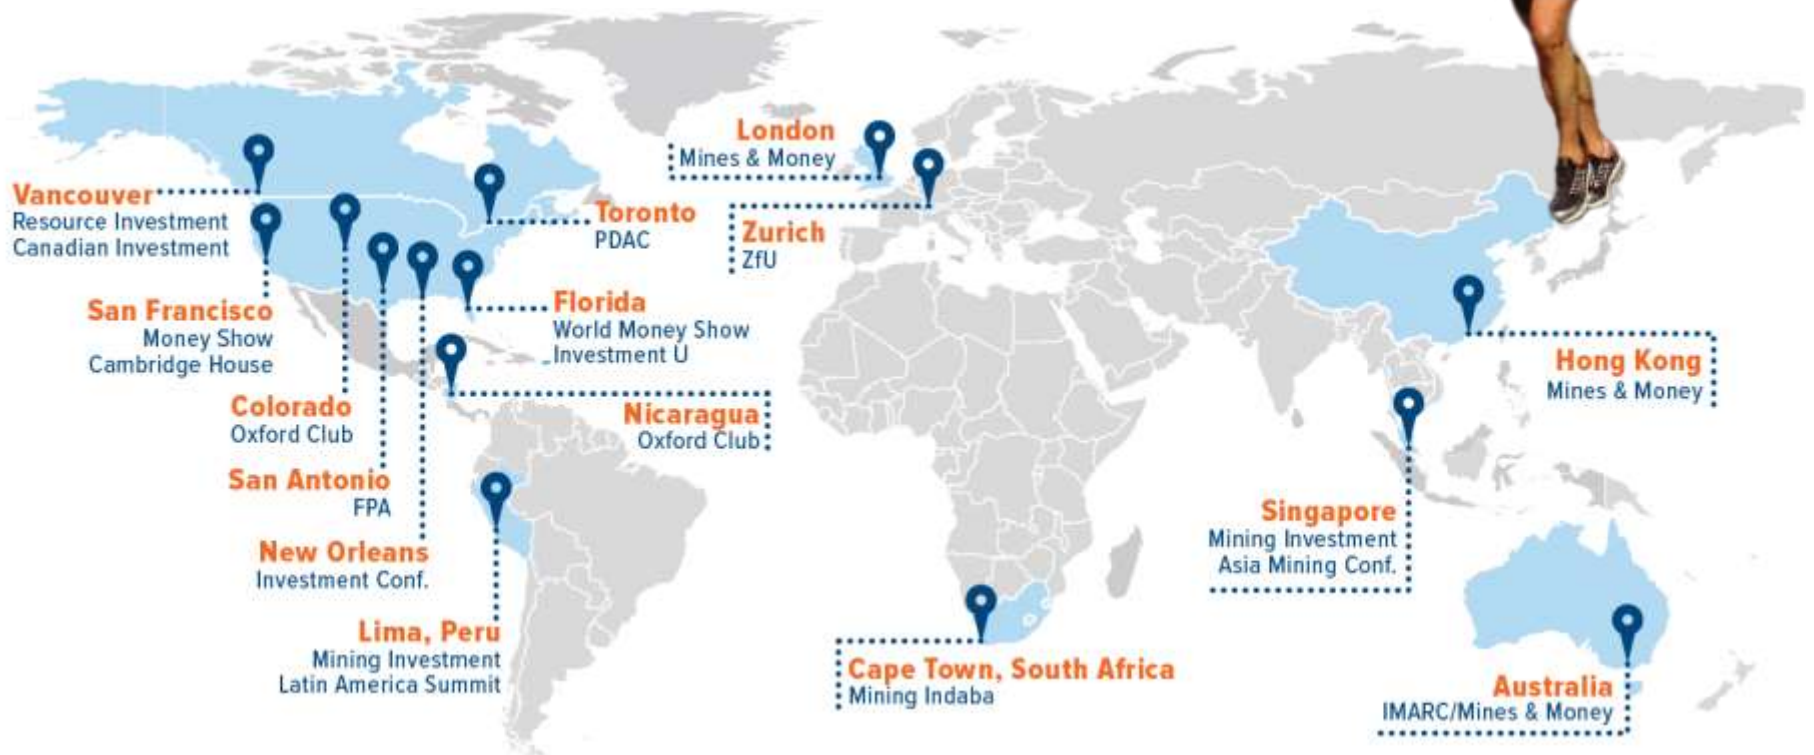 London
Mines & Money
Vancouver
Resource Investment
Canadian Investment
Toronto
PDAC
Zurich
ZfU
San Francisco
Money Show
Cambridge House
Florida
World Money Show
Investment U
Hong Kong
Mines & Money
Colorado
Oxford Club
Nicaragua
Oxford Club
San Antonio
FPA
Singapore
Mining Investment
Asia Mining Conf.
New Orleans
Investment Conf.
Lima, Peru
Mining Investment
Latin America Summit
Cape Town, South Africa
Mining Indaba
Australia
IMARC/Mines & Money